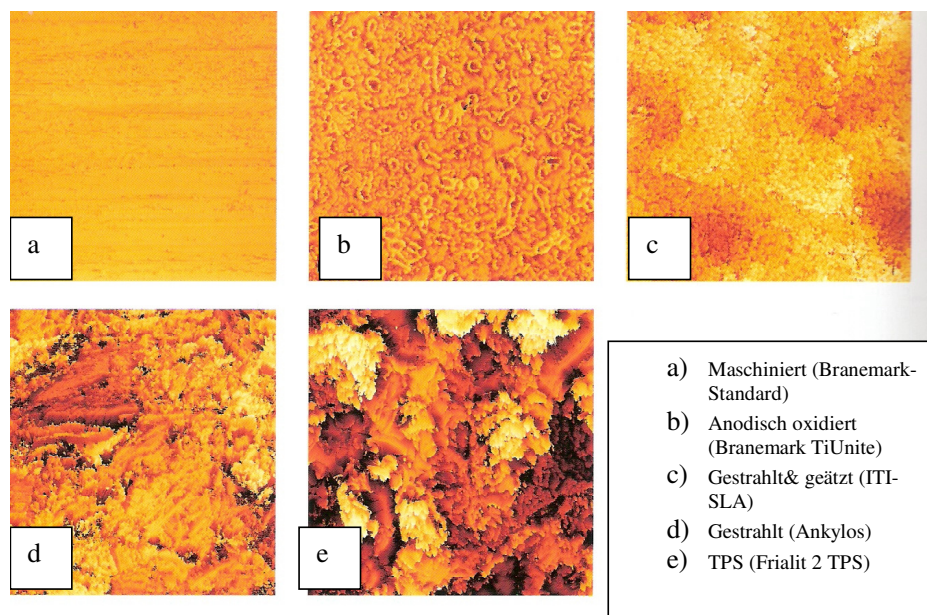 a
b
c
d
e
a) Maschiniert (Branemark-
Standard)
b) Anodisch oxidiert
(Branemark TiUnite)
c) Gestrahlt& geätzt (ITI-
SLA)
d) Gestrahlt (Ankylos)
e) TPS (Frialit 2 TPS)